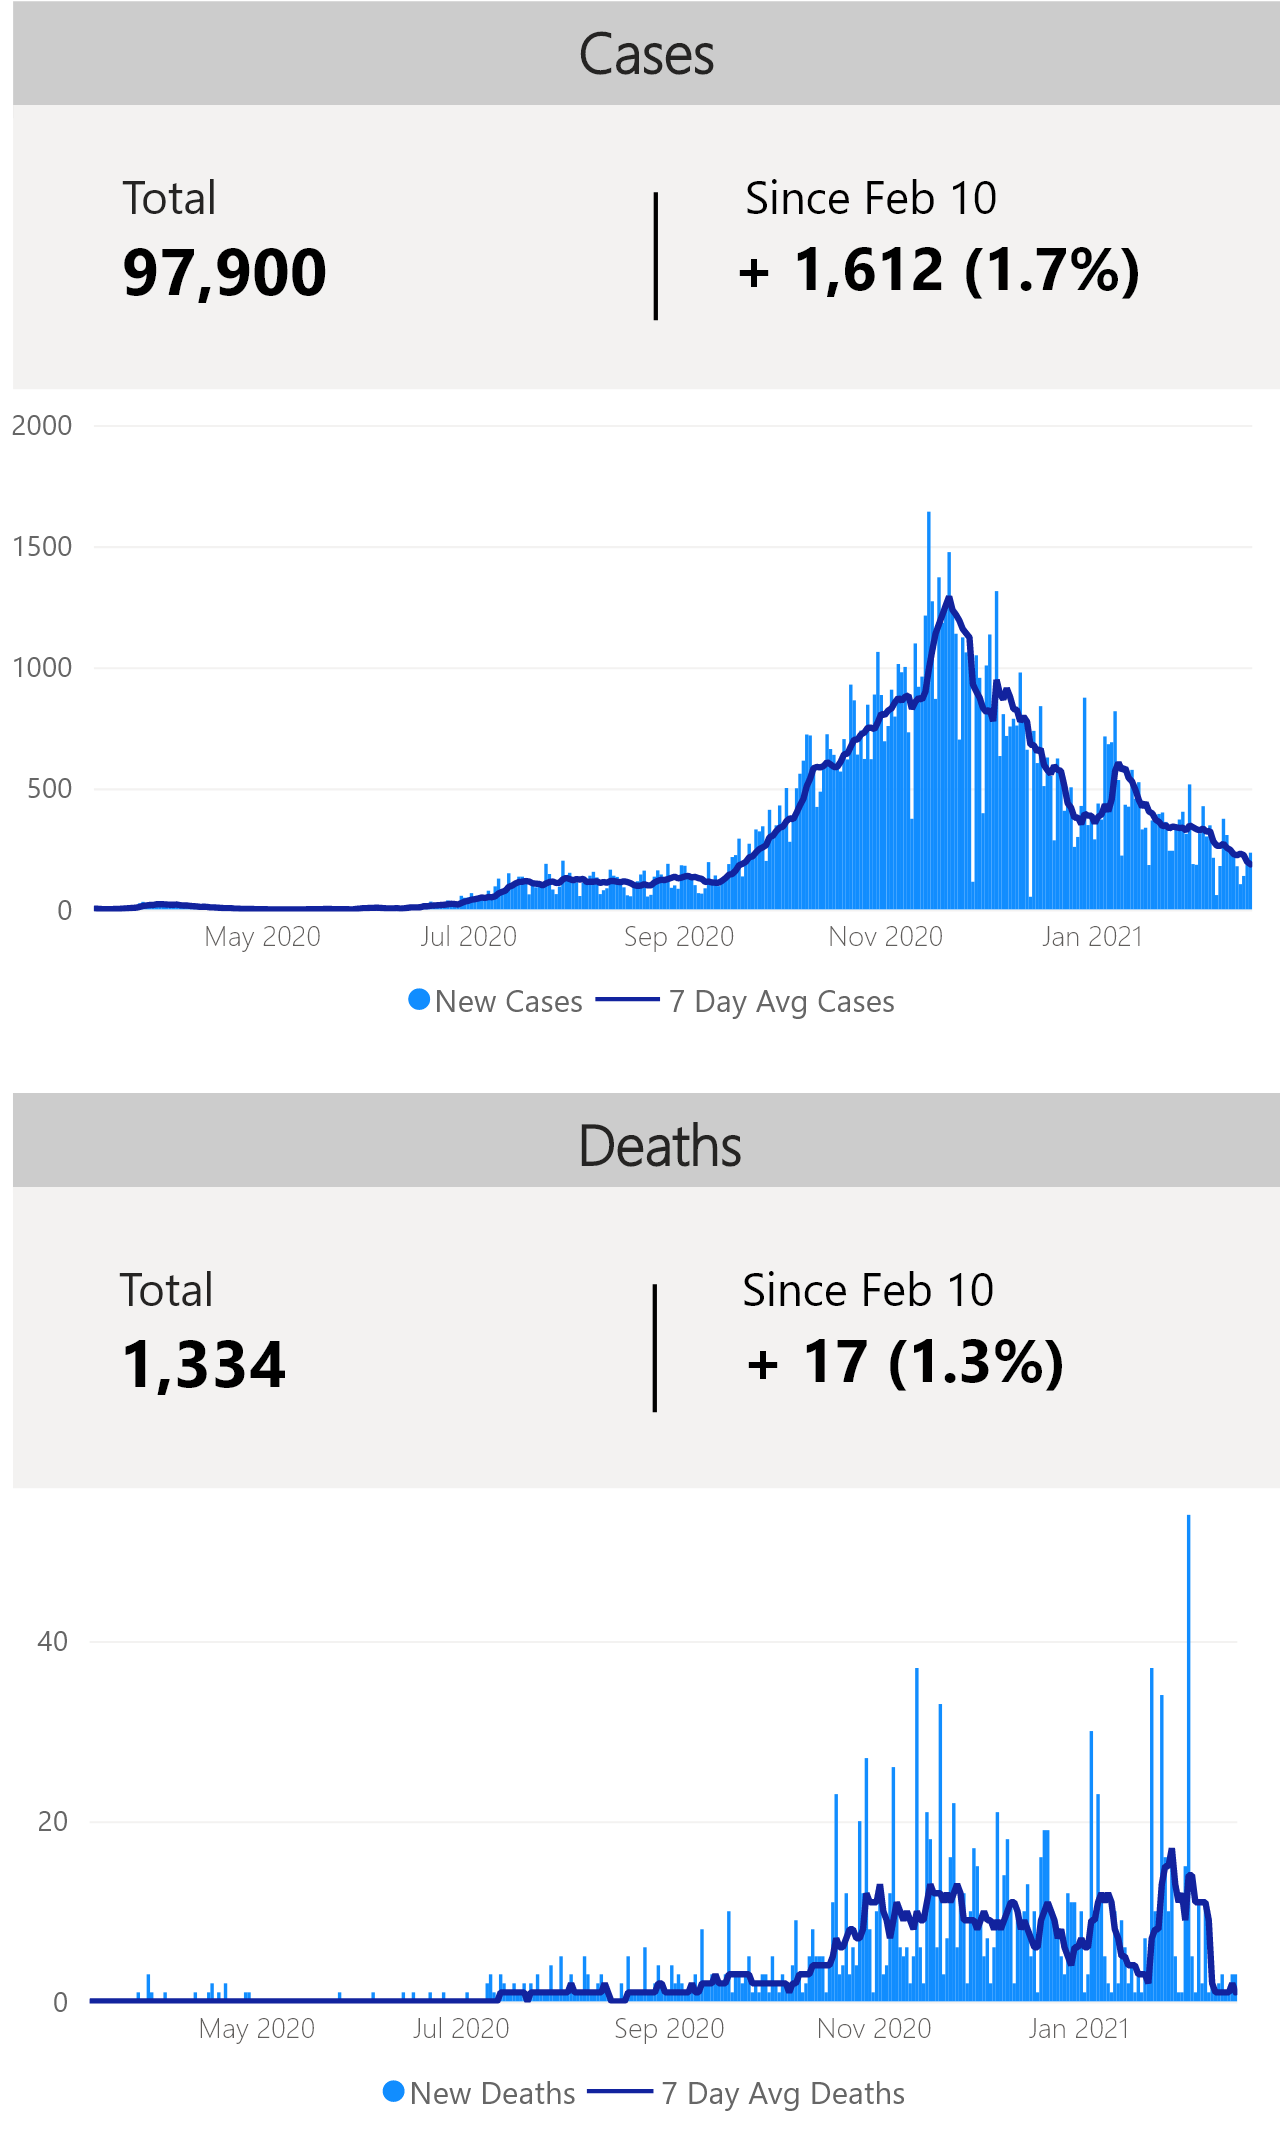 Cases
Total
Since Feb 10
97,900
+ 1,612 (1.7%)
2000
1500
1000
500
0
May 2020
Jul 2020
Sep 2020
Nov 2020
Jan 2021
New Cases
7 Day Avg Cases
Deaths
Total
Since Feb 10
1,334
+ 17 (1.3%)
40
20
0
May 2020
Jul 2020
Sep 2020
Nov 2020
Jan 2021
New Deaths
7 Day Avg Deaths